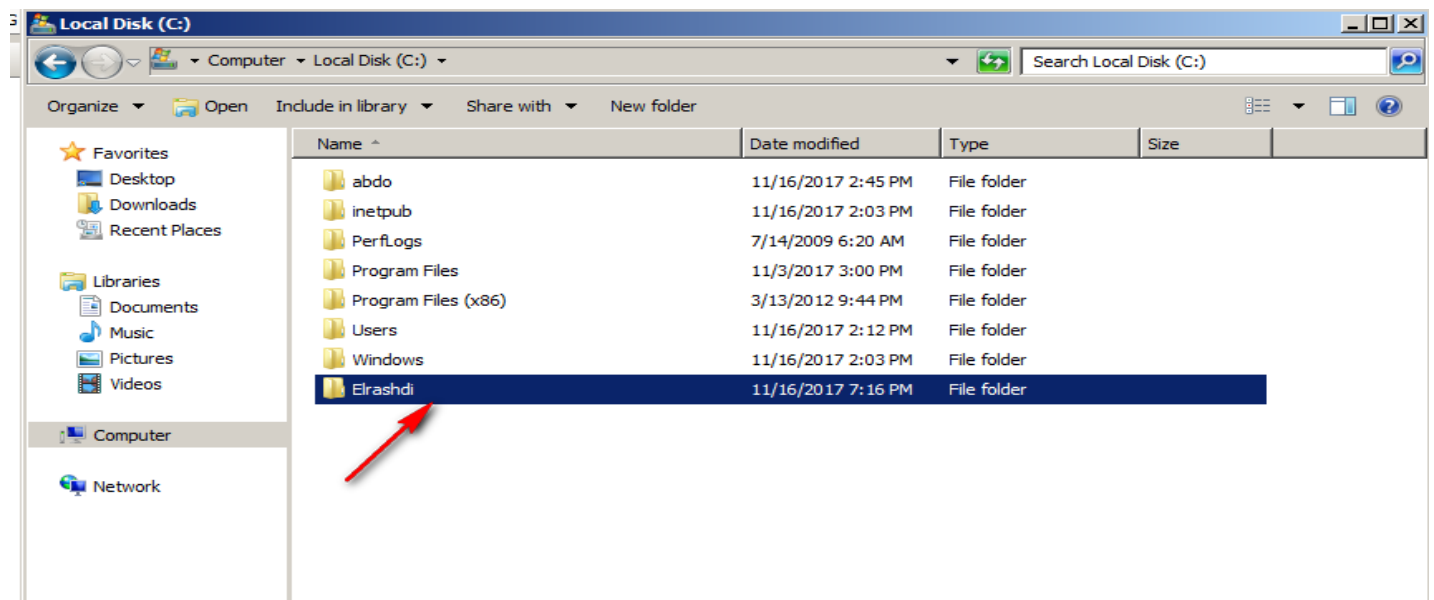 G
Local Disk (C:)
Computer Local Disk (C:) Search Local Disk (C:)
Organize Open Include in library Share with New folder
Name Date modified Type Size
Favorites
Desktop
Downloads
Recent Places
Libraries
Documents
Music
Pictures
Videos
Computer
Network
abdo 11/16/2017 2:45 PM File folder
inetpub 11/16/2017 2:03 PM File folder
PerfLogs 7/14/2009 6:20 AM File folder
Program Files 11/3/2017 3:00 PM File folder
Program Files (x86) 3/13/2012 9:44 PM File folder
Users 11/16/2017 2:12 PM File folder
Windows 11/16/2017 2:03 PM File folder
Elrashdi 11/16/2017 7:16 PM File folder